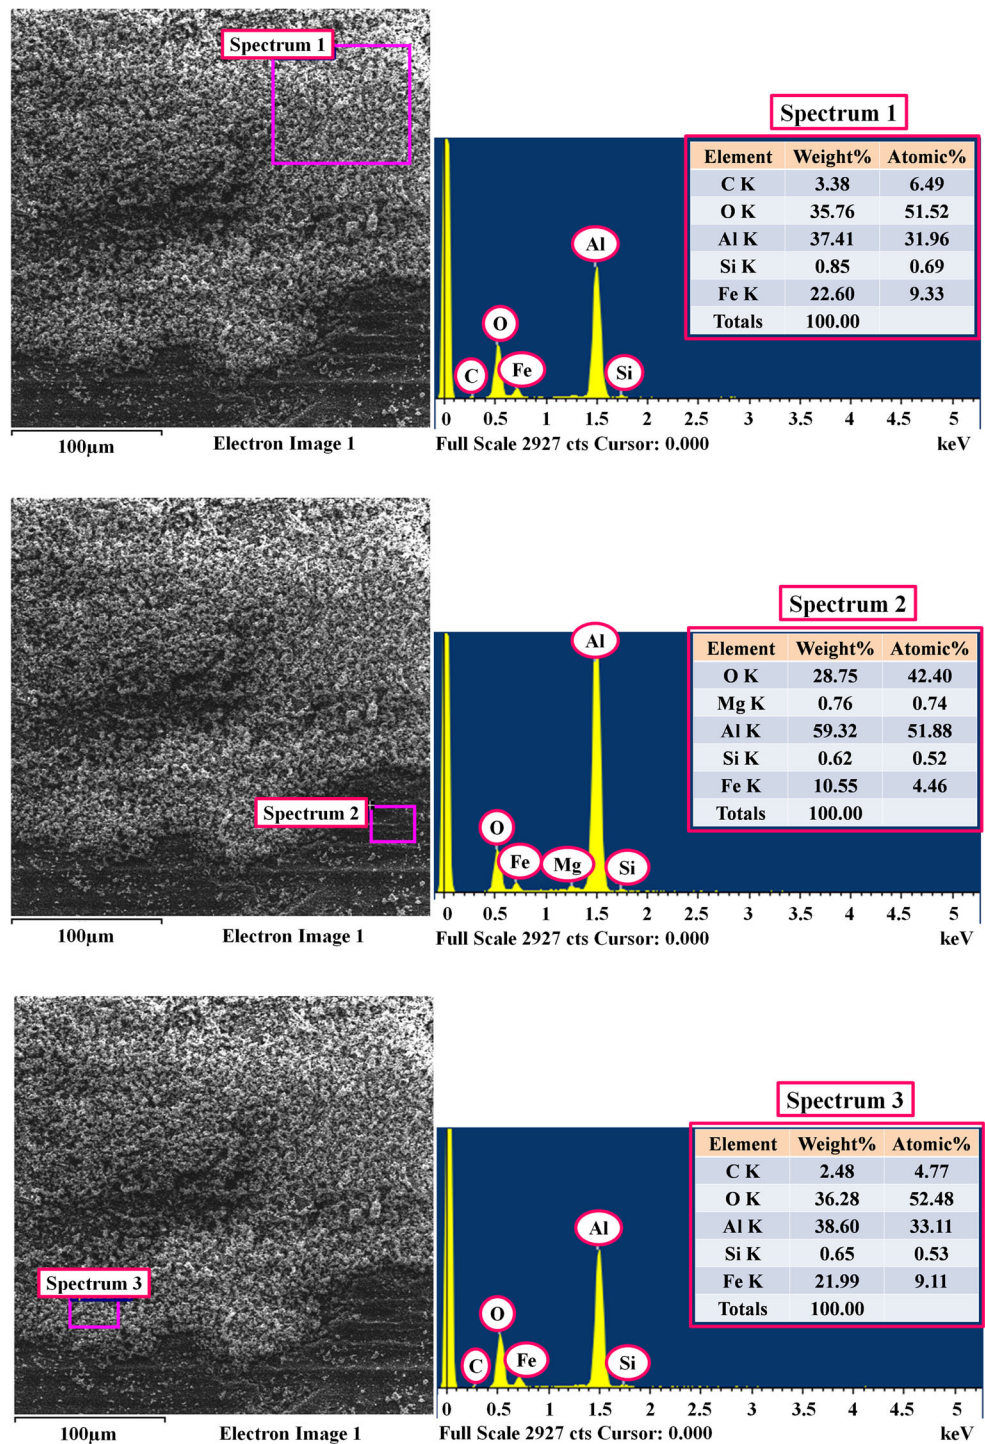 Spectrum 1
Spectrum 1
Element Weight% Atomic%
C K 3.38 6.49
O K 35.76 51.52
Al K 37.41 31.96
Si K 0.85 0.69
Fe K 22.60 9.33
Totals 100.00
Al
O
C
Fe
Si
0 0.5 1 1.5 2 2.5 3 3.5 4 4.5 5
100µm Electron Image 1
Full Scale 2927 cts Cursor: 0.000 keV
Spectrum 2
Element Weight% Atomic%
O K 28.75 42.40
Mg K 0.76 0.74
Al K 59.32 51.88
Si K 0.62 0.52
Fe K 10.55 4.46
Totals 100.00
Spectrum 2
Al
O
Fe
Mg
Si
0 0.5 1 1.5 2 2.5 3 3.5 4 4.5 5
100µm Electron Image 1
Full Scale 2927 cts Cursor: 0.000 keV
Spectrum 3
Element Weight% Atomic%
C K 2.48 4.77
O K 36.28 52.48
Al K 38.60 33.11
Si K 0.65 0.53
Fe K 21.99 9.11
Totals 100.00
Spectrum 3
Al
O
C
Fe
Si
0 0.5 1 1.5 2 2.5 3 3.5 4 4.5 5
100µm Electron Image 1
Full Scale 2927 cts Cursor: 0.000 keV